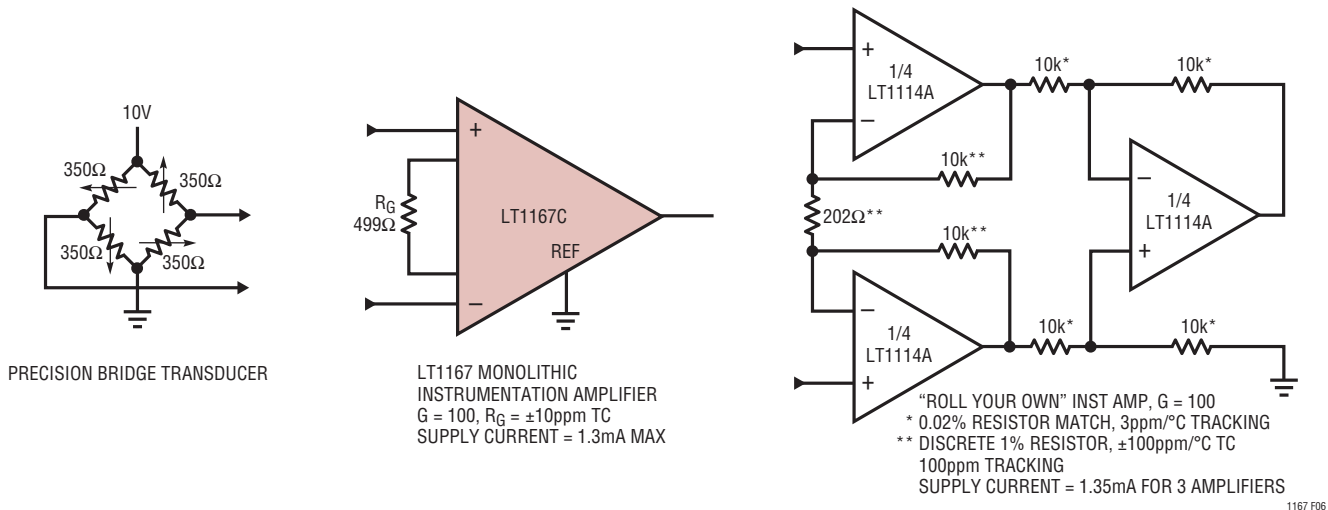 10V
350Ω
350Ω
350Ω
350Ω
PRECISION BRIDGE TRANSDUCER
+
RG
499Ω
LT1167C
REF
–
LT1167 MONOLITHIC
INSTRUMENTATION AMPLIFIER
G = 100, RG = ±10ppm TC
SUPPLY CURRENT = 1.3mA MAX
+
1/4
LT1114A
–
10k*
10k*
10k**
202Ω**
10k**
–
1/4
LT1114A
+
–
1/4
LT1114A
+
10k*
10k*
“ROLL YOUR OWN” INST AMP, G = 100
* 0.02% RESISTOR MATCH, 3ppm/°C TRACKING
** DISCRETE 1% RESISTOR, ±100ppm/°C TC
100ppm TRACKING
SUPPLY CURRENT = 1.35mA FOR 3 AMPLIFIERS
1167 F06